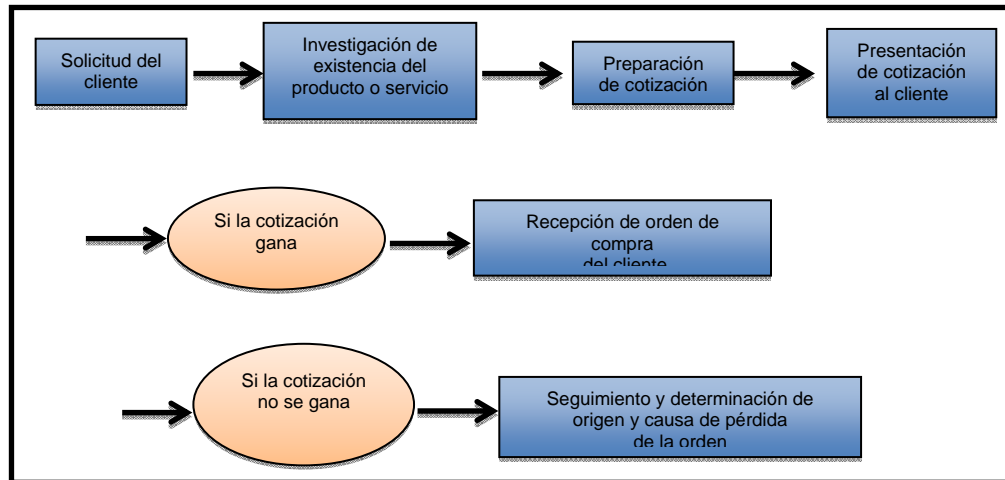 Solicitud del
cliente
Investigación de
existencia del
producto o servicio
Preparación
de cotización
Presentación
de cotización
al cliente
Si la cotización
gana
Recepción de orden de
compra
del cliente
Si la cotización
no se gana
Seguimiento y determinación de
origen y causa de pérdida
de la orden